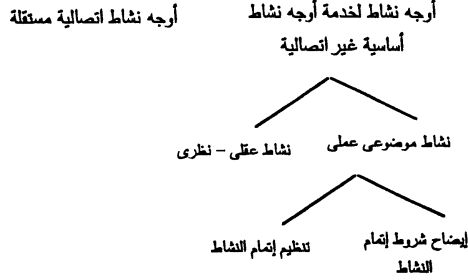 أوجه نشاط لخدمة أوجه نشاط
أساسية غير اتصالية
أوجه نشاط اتصالية مستقلة
نشاط موضوعى عملى
نشاط عقلى – نظرى
إيضاح شروط إتمام
النشاط
تنظيم إتمام النشاط